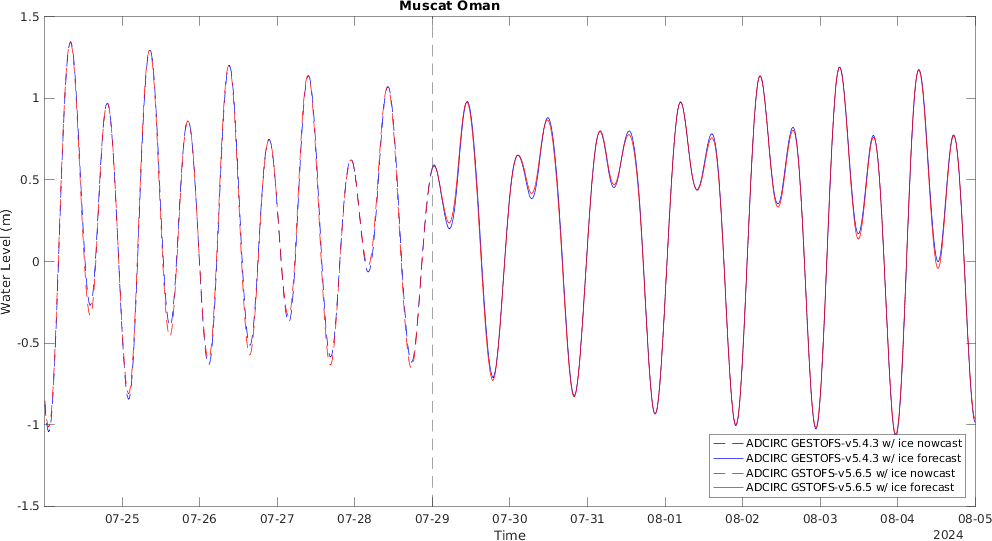 Muscat Oman
1.5
1
0.5
0
-0.5
-1
-1.5
Water Level (m)
ADCIRC GESTOFS-v5.4.3 w/ ice nowcast
ADCIRC GESTOFS-v5.4.3 w/ ice forecast
ADCIRC GSTOFS-v5.6.5 w/ ice nowcast
ADCIRC GSTOFS-v5.6.5 w/ ice forecast
07-25 07-26 07-27 07-28 07-29 07-30 07-31 08-01 08-02 08-03 08-04 08-05
Time
2024